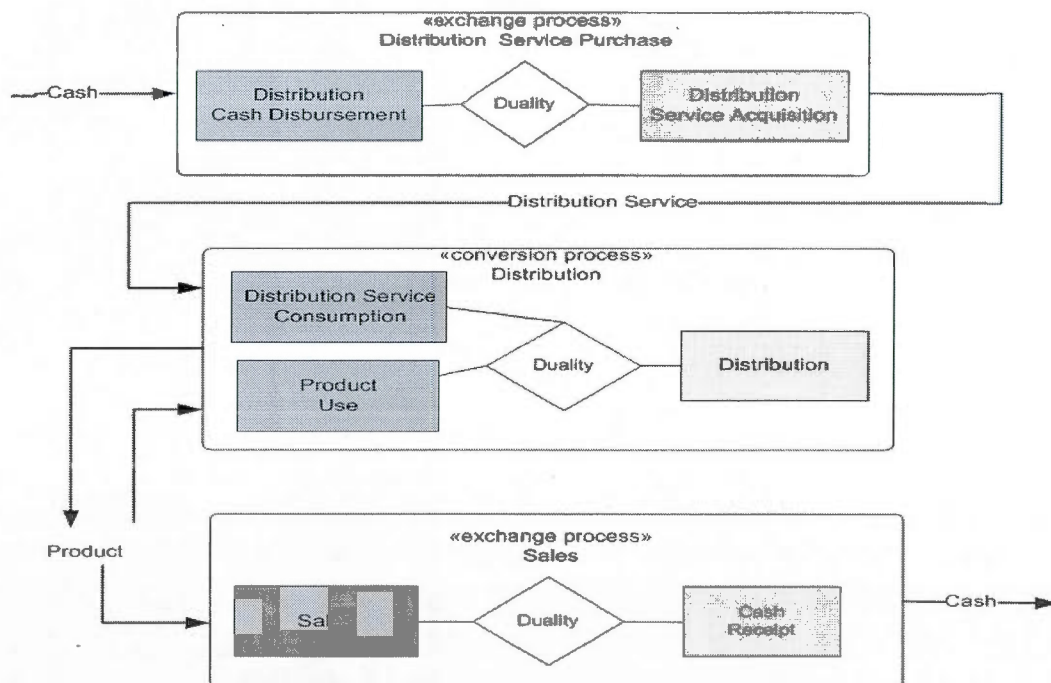 «exchange process»
Distribution Service Purchase
Cash
Distribution
Cash Disbursement
Duality
Distribution
Service Acquisition
Distribution Service
«conversion process»
Distribution
Distribution Service
Consumption
Duality
Distribution
Product
Use
Product
«exchange process»
Sales
Duality
Cash
Receipt
Cash